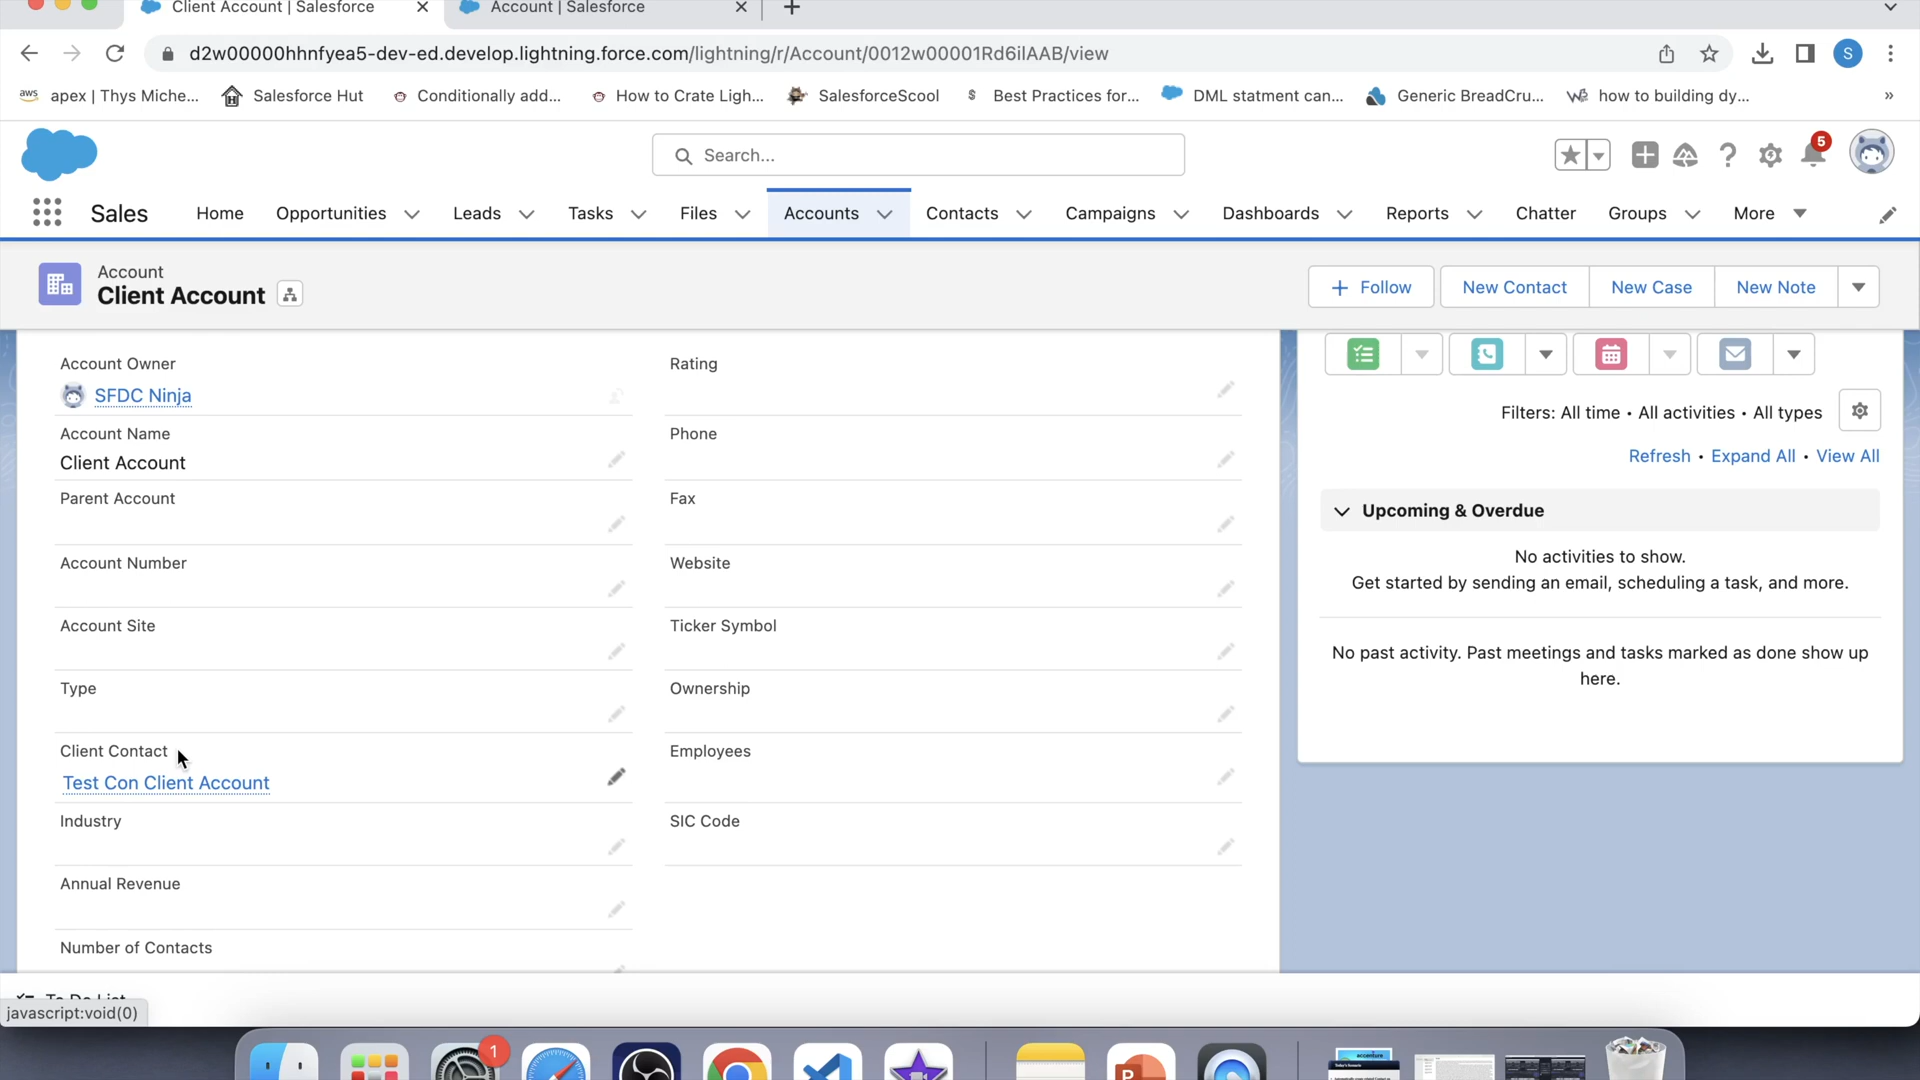 Client Account | Salesforce
Account | Salesforce
d2w00000hhnfyea5-dev-ed.develop.lightning.force.com/lightning/r/Account/0012w00001Rd6ilAAB/view
S
aws apex | Thys Miche...
Salesforce Hut
Conditionally add...
How to Crate Ligh...
SalesforceScool
Best Practices for...
DML statment can...
Generic BreadCru...
how to building dy...
Search...
5
Sales
Home
Opportunities
Leads
Tasks
Files
Accounts
Contacts
Campaigns
Dashboards
Reports
Chatter
Groups
More
Account
Client Account
Follow
New Contact
New Case
New Note
Account Owner
SFDC Ninja
Rating
Account Name
Client Account
Phone
Parent Account
Fax
Account Number
Website
Account Site
Ticker Symbol
Type
Ownership
Client Contact
Test Con Client Account
Employees
Industry
SIC Code
Annual Revenue
Number of Contacts
Filters: All time • All activities • All types
Refresh • Expand All • View All
Upcoming & Overdue
No activities to show.
Get started by sending an email, scheduling a task, and more.
No past activity. Past meetings and tasks marked as done show up
here.
To Do List
javascript:void(0)
1
P
accenture